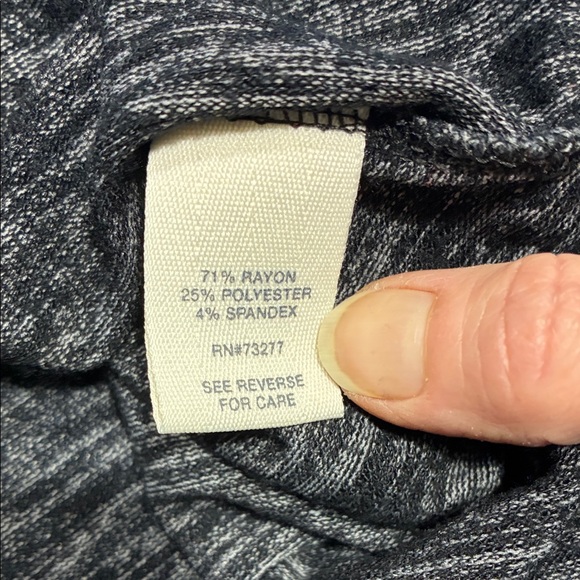 71% RAYON
25% POLYESTER
4% SPANDEX
RN#73277
SEE REVERSE
FOR CARE